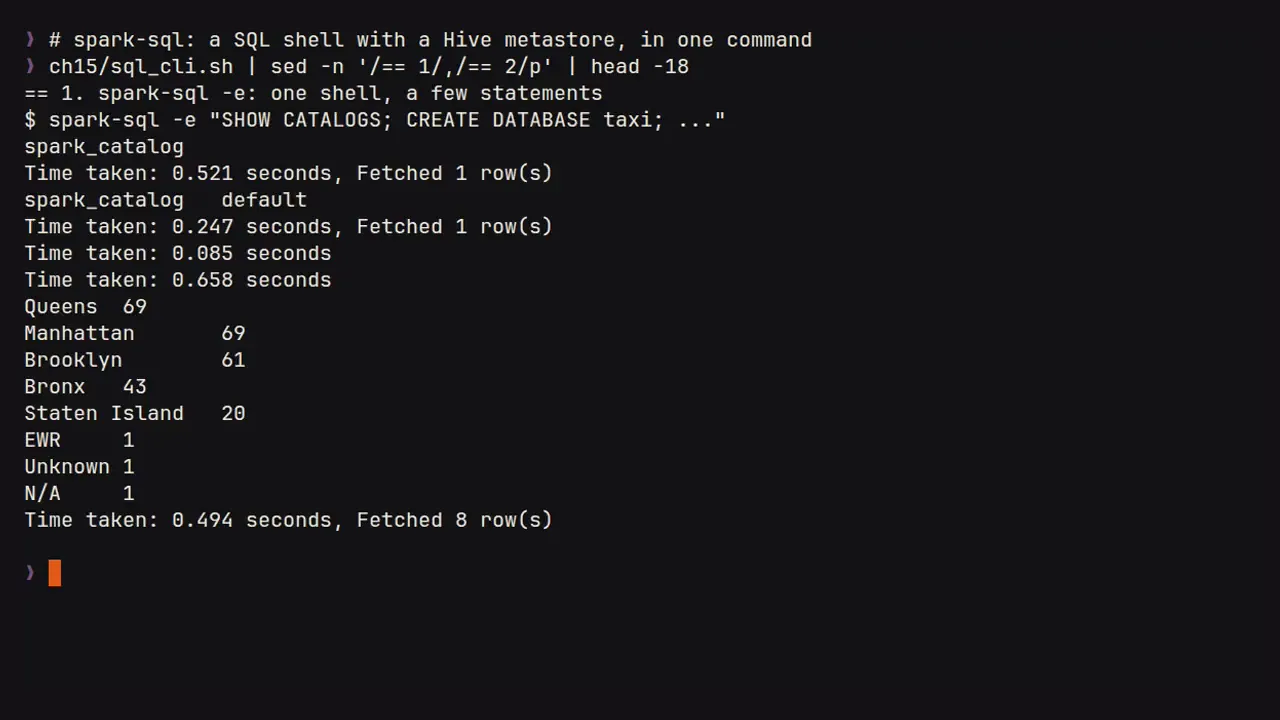 ❯ # spark-sql: a SQL shell with a Hive metastore, in one command
❯ ch15/sql_cli.sh | sed -n '/== 1/,/== 2/p' | head -18
== 1. spark-sql -e: one shell, a few statements
$ spark-sql -e "SHOW CATALOGS; CREATE DATABASE taxi; ..."
spark_catalog
Time taken: 0.521 seconds, Fetched 1 row(s)
spark_catalog	default
Time taken: 0.247 seconds, Fetched 1 row(s)
Time taken: 0.085 seconds
Time taken: 0.658 seconds
Queens	69
Manhattan	69
Brooklyn	61
Bronx	43
Staten Island	20
EWR	1
Unknown	1
N/A	1
Time taken: 0.494 seconds, Fetched 8 row(s)
❯